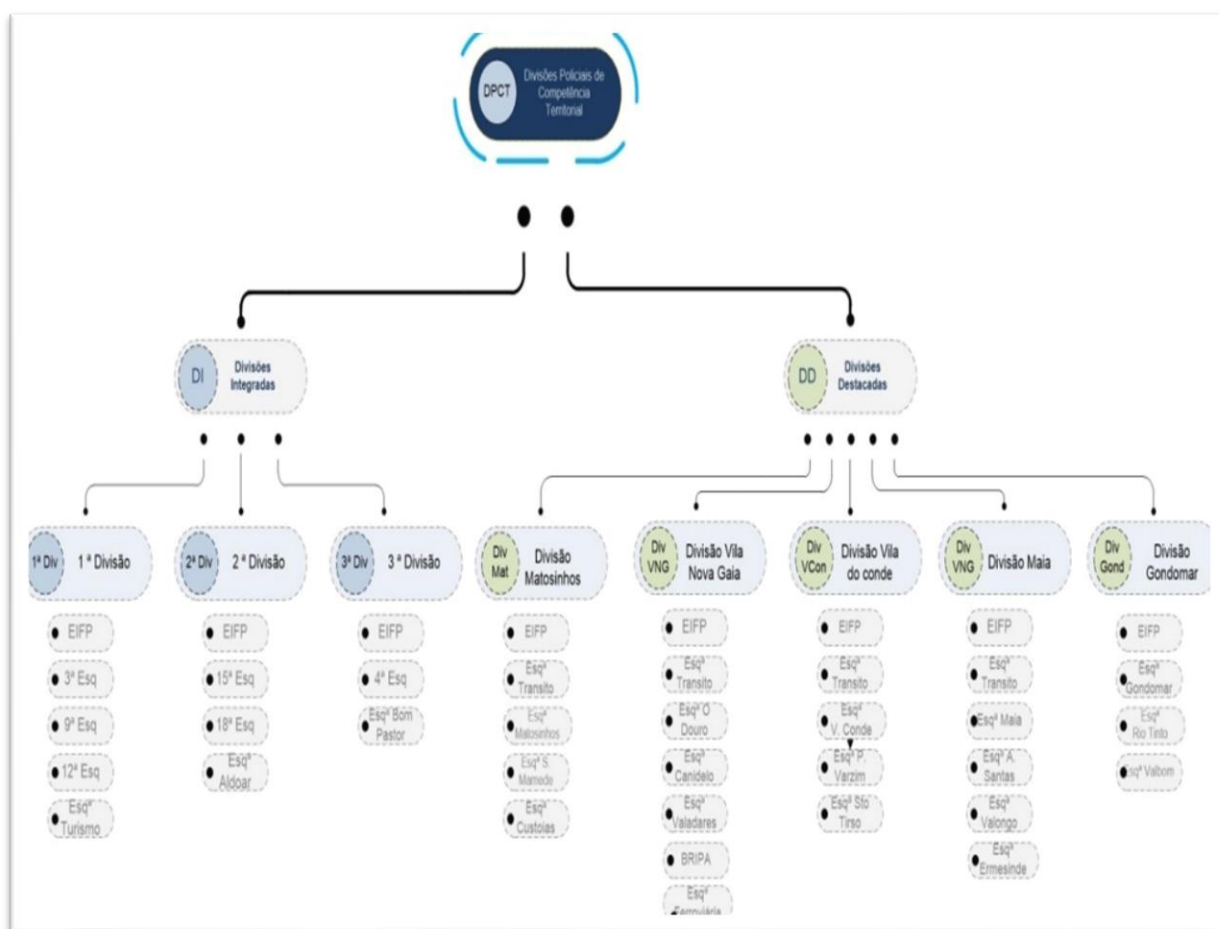 DPCT
Divisões Policiais de
Competência
Territorial
DI
Divisões
Integradas
DD
Divisões
Destacadas
1ª Div
1 ª Divisão
2ª Div
2 ª Divisão
3ª Div
3 ª Divisão
Div
Mat
Divisão
Matosinhos
Div
VNG
Divisão Vila
Nova Gaia
Div
VCon
Divisão Vila
do conde
Div
VNG
Divisão Maia
Div
Gond
Divisão
Gondomar
EIFP
3ª Esq
9ª Esq
12ª Esq
Esqª
Turismo
EIFP
15ª Esq
18ª Esq
Esqª
Aldoar
EIFP
4ª Esq
Esqª Bom
Pastor
EIFP
Esqª
Transito
Esqª
Matosinhos
Esqª S.
Mamede
Esqª
Custoias
EIFP
Esqª
Transito
Esqª O
Douro
Esqª
Canidelo
Esqª
Valadares
BRIPA
Esqª
Ferroviária
EIFP
Esqª
Transito
Esqª
V. Conde
Esqª P.
Varzim
Esqª Sto
Tirso
EIFP
Esqª
Transito
Esqª Maia
Esqª A.
Santas
Esqª
Valongo
Esqª
Ermesinde
EIFP
Esqª
Gondomar
Esqª
Rio Tinto
Esqª Valbom